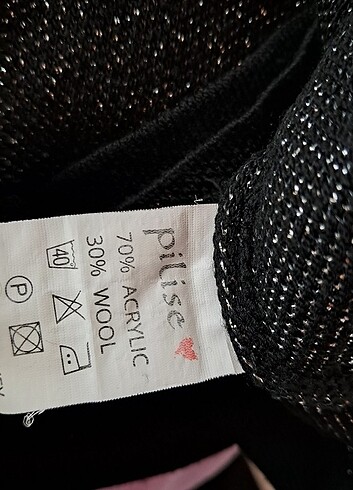 pilise
70% ACRYLIC
30% WOOL
40
P